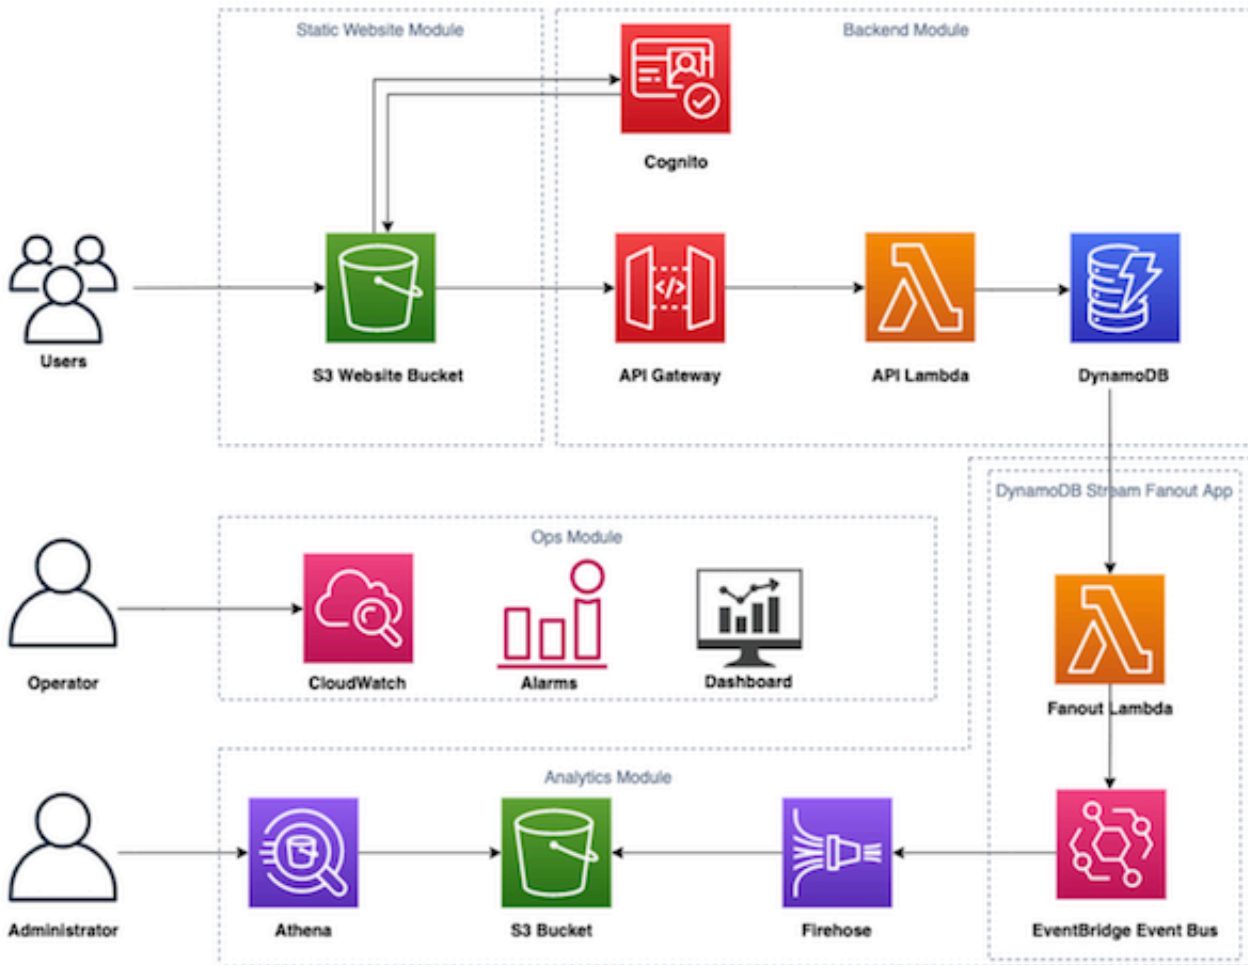 Static Website Module
Backend Module
Cognito
Users
S3 Website Bucket
API Gateway
API Lambda
DynamoDB
DynamoDB Stream Fanout App
Ops Module
Operator
CloudWatch
Alarms
Dashboard
Fanout Lambda
Analytics Module
Administrator
Athena
S3 Bucket
Firehose
EventBridge Event Bus